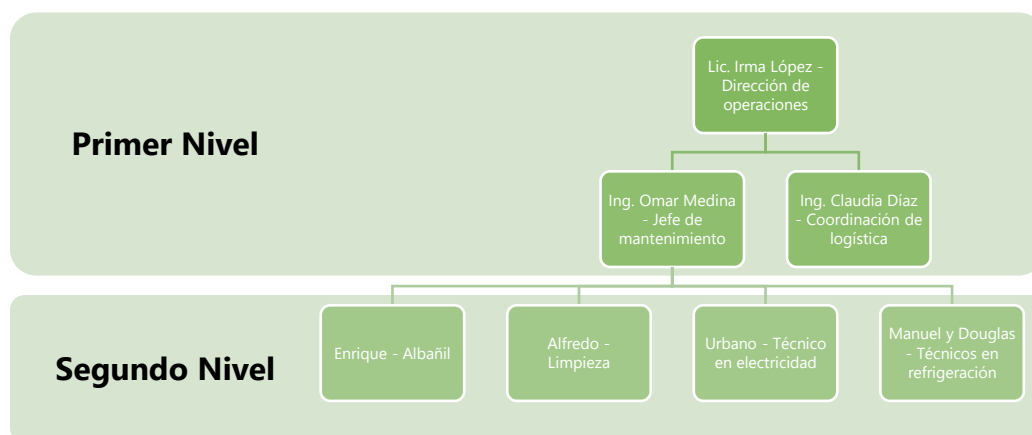 Primer Nivel
Lic. Irma López -
Dirección de
operaciones
Ing. Omar Medina
- Jefe de
mantenimiento
Ing. Claudia Díaz
- Coordinación de
logística
Segundo Nivel
Enrique - Albañil
Alfredo -
Limpieza
Urbano - Técnico
en electricidad
Manuel y Douglas
- Técnicos en
refrigeración